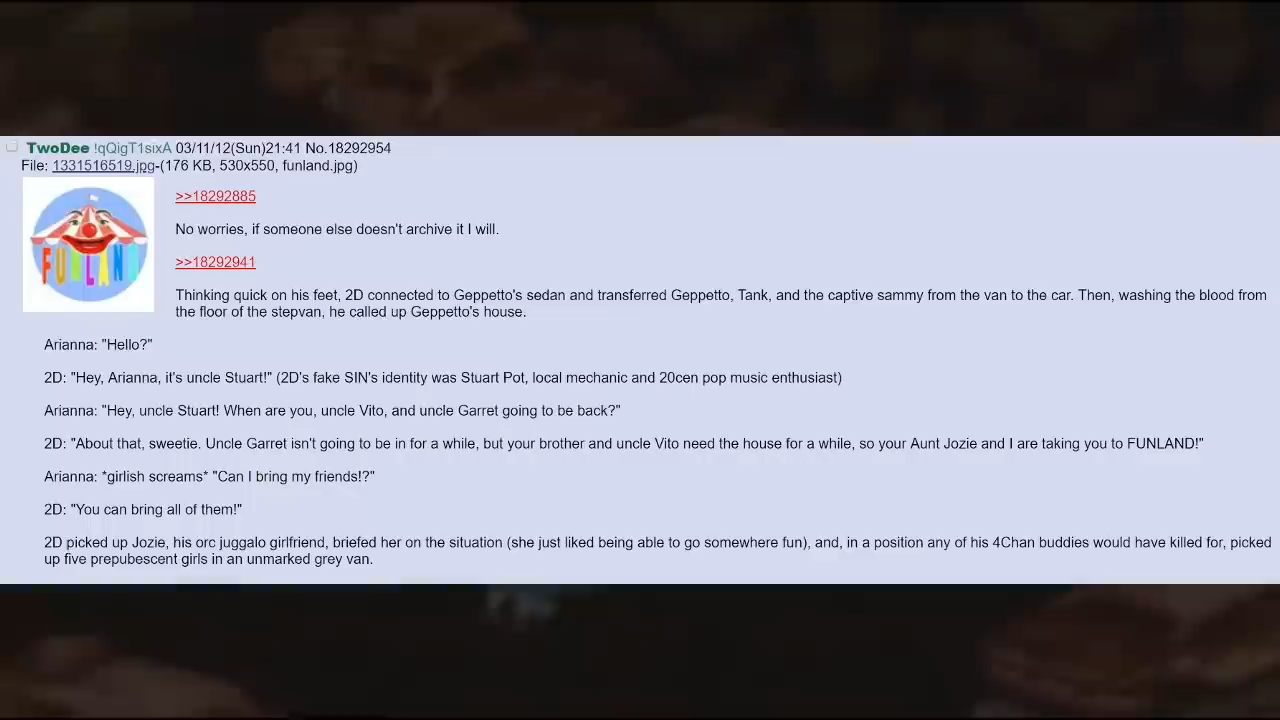 TwoDee !qQigT1sixA 03/11/12(Sun)21:41 No.18292954
File: 1331516519.jpg-(176 KB, 530x550, funland.jpg)
FUNLAND
>>18292885
No worries, if someone else doesn't archive it I will.
>>18292941
Thinking quick on his feet, 2D connected to Geppetto's sedan and transferred Geppetto, Tank, and the captive sammy from the van to the car. Then, washing the blood from
the floor of the stepvan, he called up Geppetto's house.
Arianna: "Hello?"
2D: "Hey, Arianna, it's uncle Stuart!" (2D's fake SIN's identity was Stuart Pot, local mechanic and 20cen pop music enthusiast)
Arianna: "Hey, uncle Stuart! When are you, uncle Vito, and uncle Garret going to be back?"
2D: "About that, sweetie. Uncle Garret isn't going to be in for a while, but your brother and uncle Vito need the house for a while, so your Aunt Jozie and I are taking you to FUNLAND!"
Arianna: *girlish screams* "Can I bring my friends!?"
2D: "You can bring all of them!"
2D picked up Jozie, his orc juggalo girlfriend, briefed her on the situation (she just liked being able to go somewhere fun), and, in a position any of his 4Chan buddies would have killed for, picked
up five prepubescent girls in an unmarked grey van.